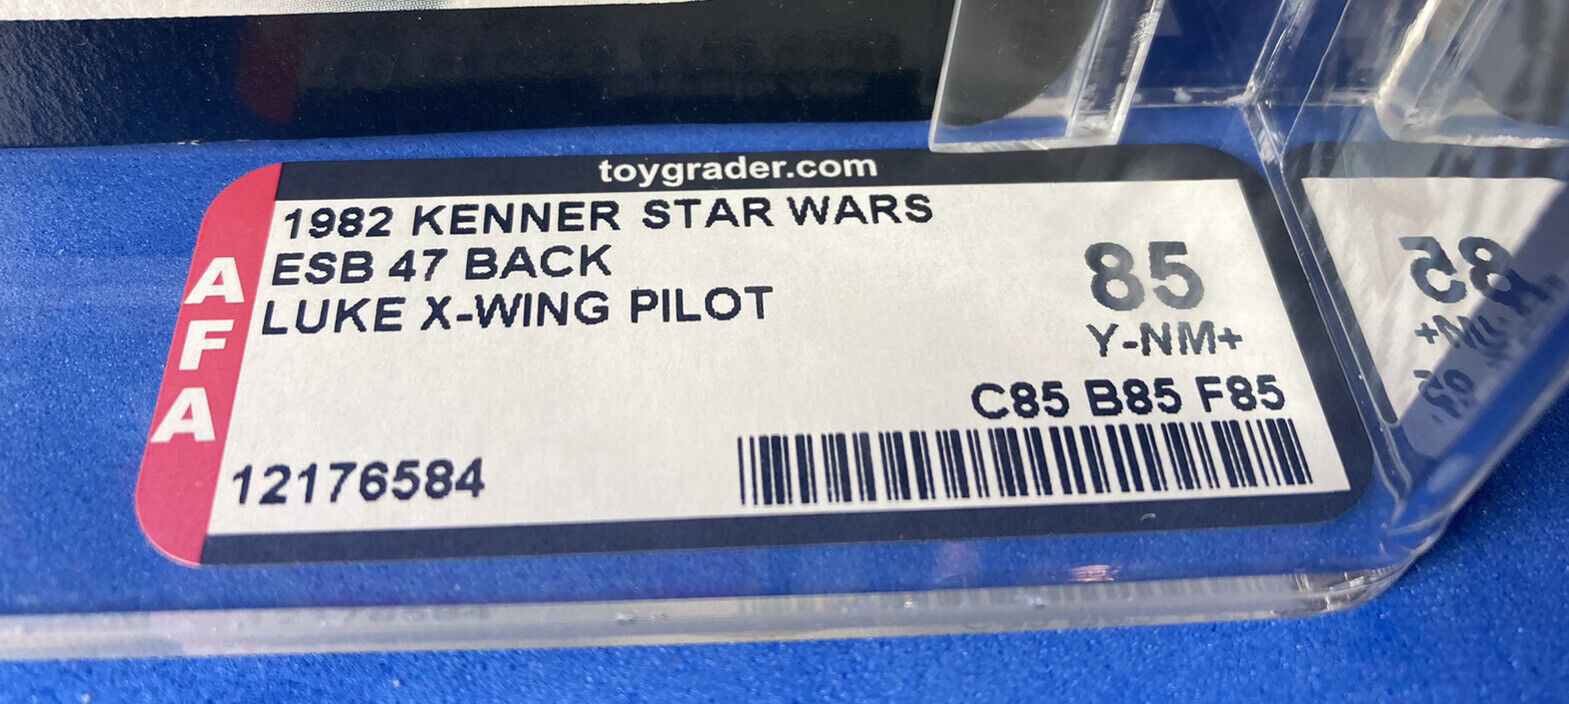 toygrader.com
AFA
1982 KENNER STAR WARS
ESB 47 BACK
LUKE X-WING PILOT
85
Y-NM+
C85 B85 F85
12176584